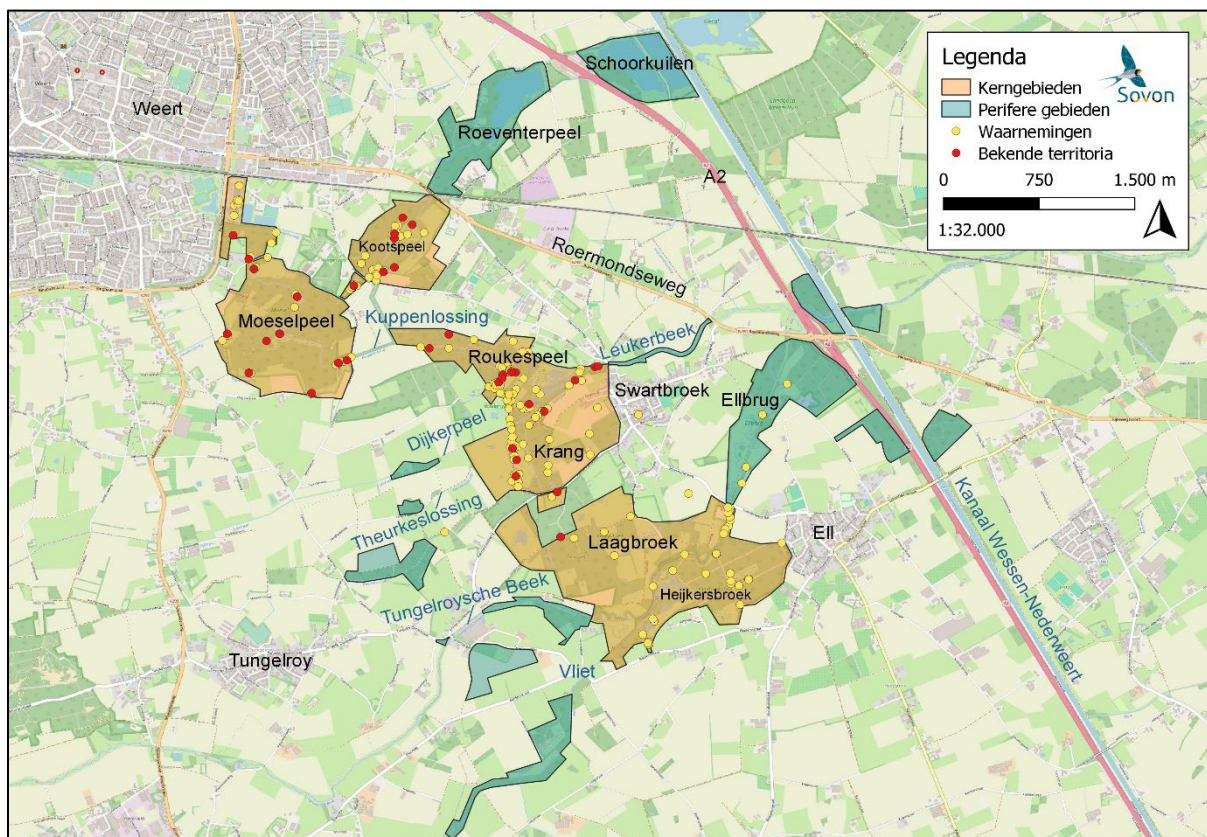 Schoorkuilen
Legenda
Sovon
Kerngebieden
Perifere gebieden
Waarnemingen
Bekende territoria
0 750 1.500 m
1:32.000
Weert
Roeventerpeel
A2
Kootspeel
Roermondseweg
Moeselpeel
Kuppenlossing
Roukespeel
Leukerbeek
Swartbroek
Ellbrug
Dijkerpeel
Krang
Kanaal Wessen-Nederweert
Theurkeslossing
Laagbroek
Ell
Tungelroysche Beek
Heijkersbroek
Tungelroy
Vliet